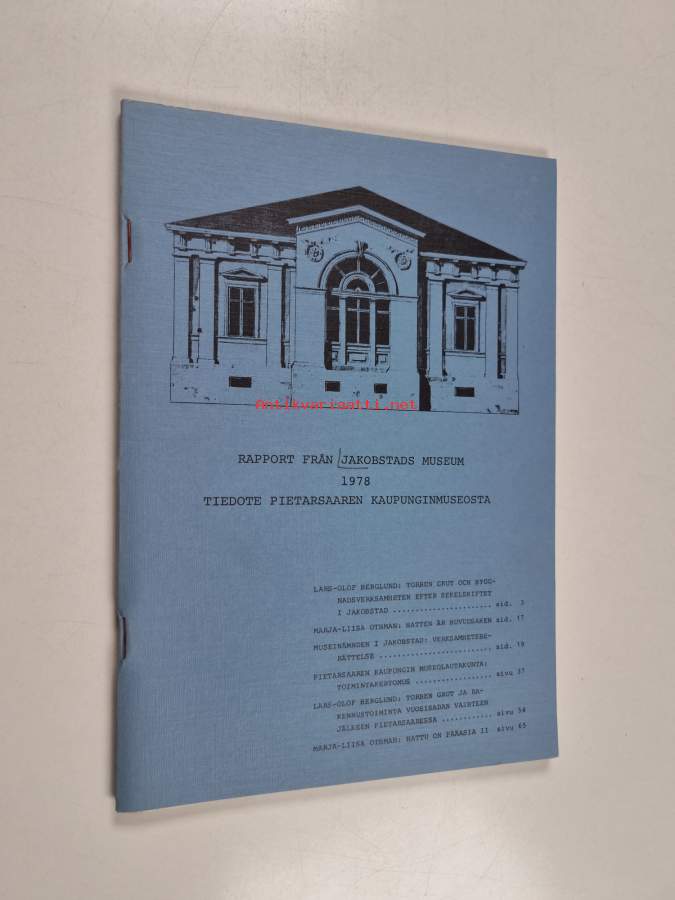 Antikvariaatti.net
RAPPORT FRÅN JAKOBSTADS MUSEUM
1978
TIEDOTE PIETARSAAREN KAUPUNGINMUSEOSTA
LARS-OLOF BERGLUND: TORBEN GRUT OCH BYGG-
NADSVERKSAMHETEN EFTER SEKELSKIFTET
I JAKOBSTAD ...................... sid. 3
MARJA-LIISA OTHMAN: HATTEN ÄR HUVUDSAKEN sid. 17
MUSEINÄMNDEN I JAKOBSTAD: VERKSAMHETSBE-
RÄTTELSE ......................... sid. 19
PIETARSAAREN KAUPUNGIN MUSEOLAUTAKUNTA:
TOIMINTAKERTOMUS ................. sivu 37
LARS-OLOF BERGLUND: TORBEN GRUT JA RA-
KENNUSTOIMINTA VUOSISADAN VAIHTEEN
JÄLKEEN PIETARSAARESSA ........... sivu 54
MARJA-LIISA OTHMAN: HATTU ON PÄÄASIA II sivu 65